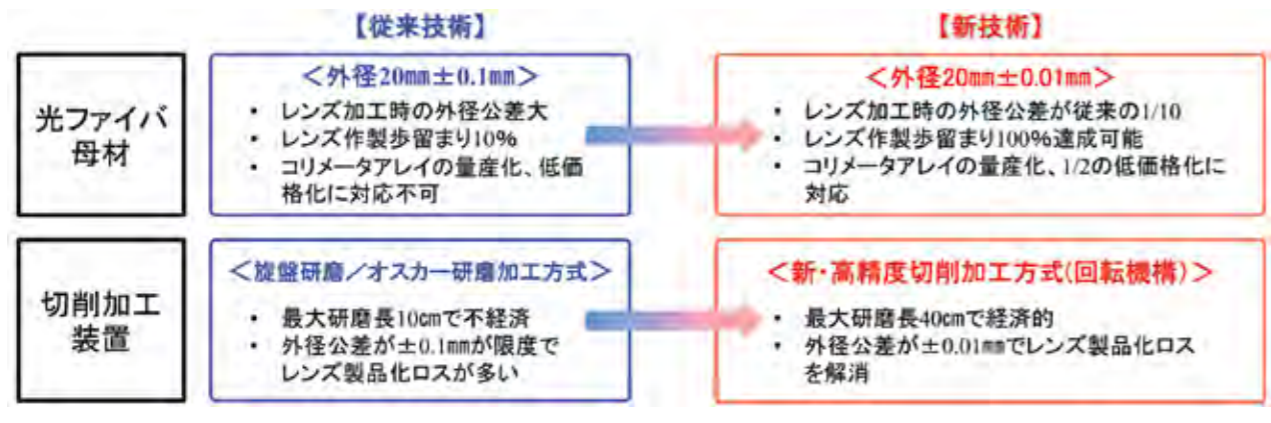 【従来技術】
【新技術】
光ファイバ
母材
＜外径20mm±0.1mm＞
・ レンズ加工時の外径公差大
・ レンズ作製歩留まり10%
・ コリメータアレイの量産化、低価
格化に対応不可
＜外径20mm±0.01mm＞
・ レンズ加工時の外径公差が従来の1/10
・ レンズ作製歩留まり100%達成可能
・ コリメータアレイの量産化、1/2の低価格化に
対応
切削加工
装置
＜旋盤研磨／オスカー研磨加工方式＞
・ 最大研磨長10cmで不経済
・ 外径公差が±0.1mmが限度で
レンズ製品化ロスが多い
＜新・高精度切削加工方式(回転機構)＞
・ 最大研磨長40cmで経済的
・ 外径公差が±0.01mmでレンズ製品化ロス
を解消